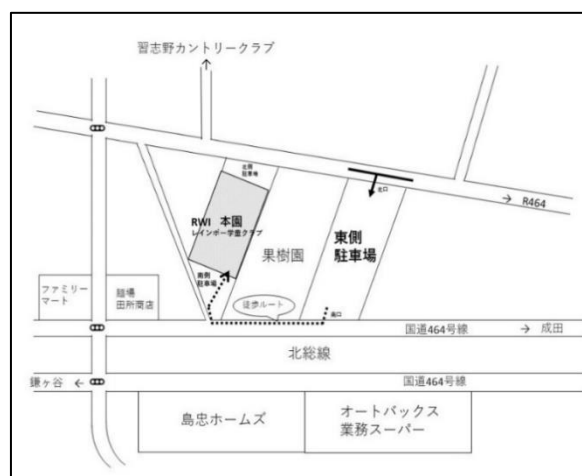 習志野カントリークラブ
北側
駐車場
北口
R464
RWI 本園
レインボー学童クラブ
東側
駐車場
果樹園
南側
駐車場
ファミリー
マート
麺場
田所商店
徒歩ルート
南口
国道464号線
成田
北総線
鎌ヶ谷
国道464号線
島忠ホームズ
オートバックス
業務スーパー